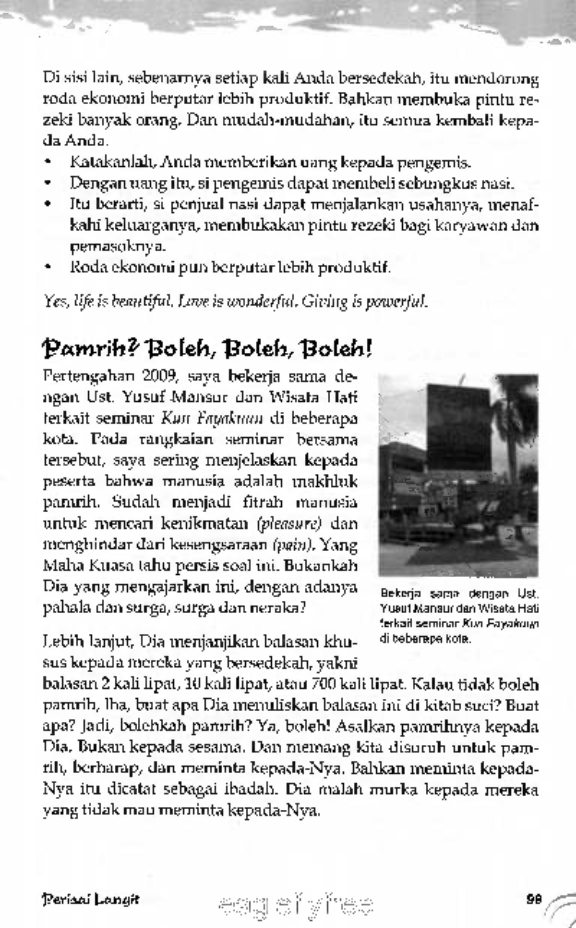 Di sisi lain, sebenarnya setiap kali Anda bersedekah, itu mendorong
roda ekonomi berputar lebih produktif. Bahkan membuka pintu re-
zeki banyak orang. Dan mudah-mudahan, itu semua kembali kepa-
da Anda.
• Katakanlah, Anda memberikan uang kepada pengemis.
• Dengan uang itu, si pengemis dapat membeli sebungkus nasi.
• Itu berarti, si penjual nasi dapat menjalankan usahanya, menaf-
kahi keluarganya, membukakan pintu rezeki bagi karyawan dan
pemasoknya.
• Roda ekonomi pun berputar lebih produktif.
Yes, life is beautiful. Love is wonderful. Giving is powerful.
Pamrih? Boleh, Boleh, Boleh!
Pertengahan 2009, saya bekerja sama de-
ngan Ust. Yusuf Mansur dan Wisata Hati
terkait seminar Kun Fayakuun di beberapa
kota. Pada rangkaian seminar bersama
tersebut, saya sering menjelaskan kepada
peserta bahwa manusia adalah makhluk
pamrih. Sudah menjadi fitrah manusia
untuk mencari kenikmatan (pleasure) dan
menghindar dari kesengsaraan (pain). Yang
Maha Kuasa tahu persis soal ini. Bukankah
Dia yang mengajarkan ini, dengan adanya
pahala dan surga, surga dan neraka?
Bekerja sama dengan Ust.
Yusuf Mansur dan Wisata Hati
terkait seminar Kun Fayakuun
di beberapa kota.
Lebih lanjut, Dia menjanjikan balasan khu-
sus kepada mereka yang bersedekah, yakni
balasan 2 kali lipat, 10 kali lipat, atau 700 kali lipat. Kalau tidak boleh
pamrih, lha, buat apa Dia menuliskan balasan ini di kitab suci? Buat
apa? Jadi, bolehkah pamrih? Ya, boleh! Asalkan pamrihnya kepada
Dia. Bukan kepada sesama. Dan memang kita disuruh untuk pam-
rih, berharap, dan meminta kepada-Nya. Bahkan meminta kepada-
Nya itu dicatat sebagai ibadah. Dia malah murka kepada mereka
yang tidak mau meminta kepada-Nya.
Perisai Langit
99